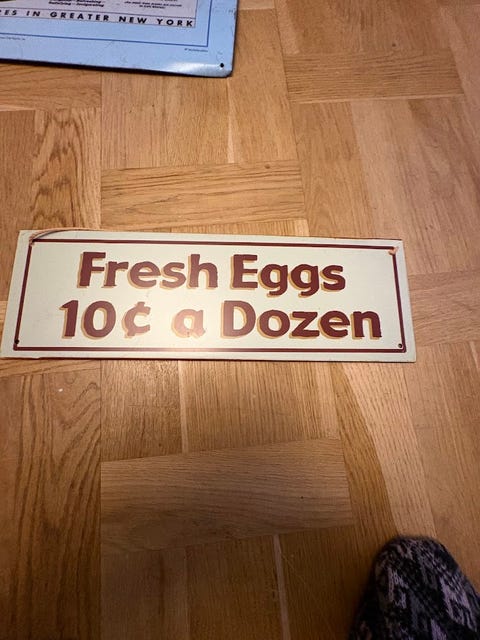 ES IN GREATER NEW YORK
Fresh Eggs
10¢ a Dozen